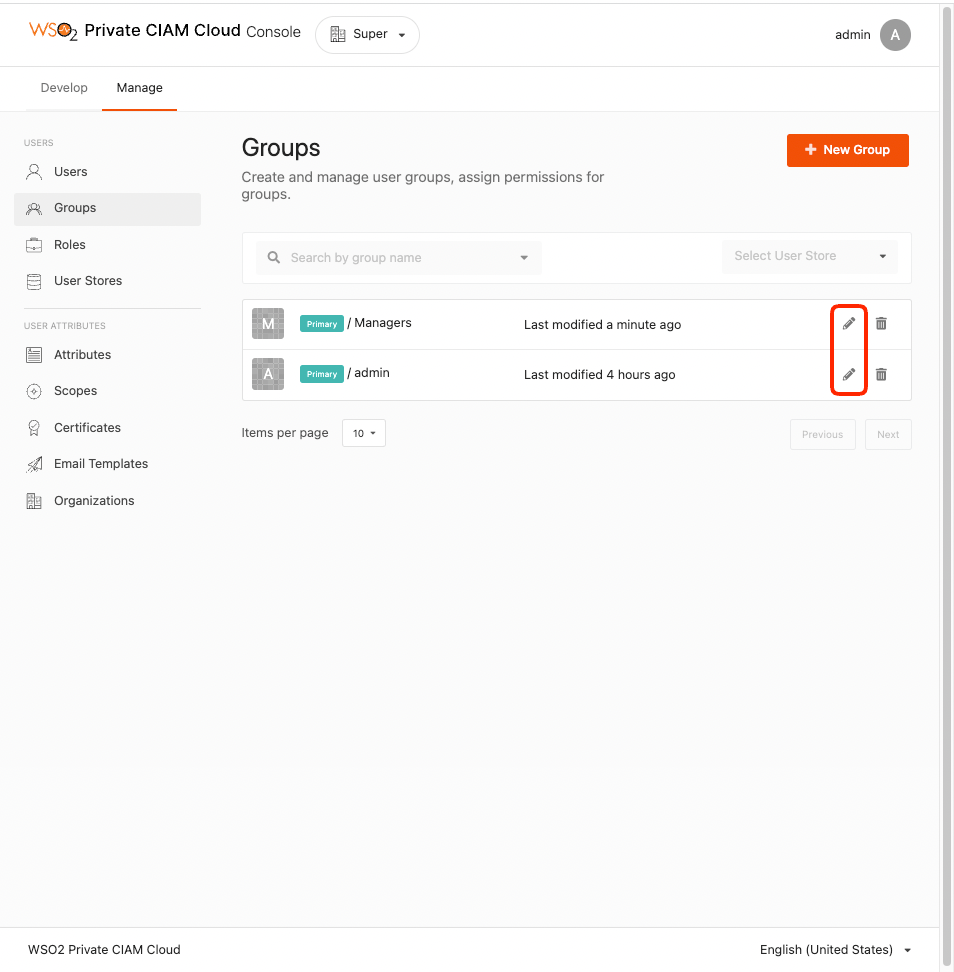 WSO2 Private CIAM Cloud Console
Super
admin
A
Develop
Manage
USERS
Users
Groups
Roles
User Stores
USER ATTRIBUTES
Attributes
Scopes
Certificates
Email Templates
Organizations
Groups
Create and manage user groups, assign permissions for
groups.
New Group
Search by group name
Select User Store
M Primary / Managers Last modified a minute ago
A Primary / admin Last modified 4 hours ago
Items per page 10
Previous Next
WSO2 Private CIAM Cloud
English (United States)